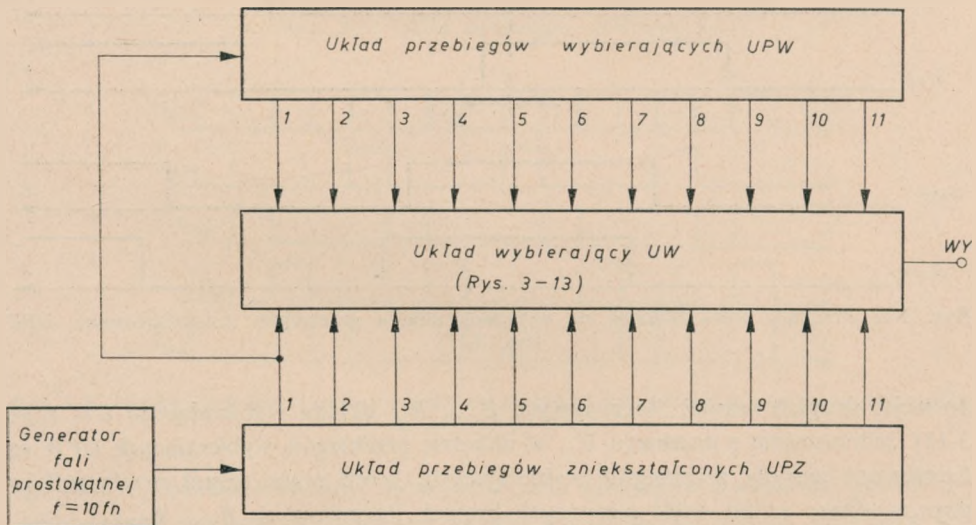 Układ przebiegów wybierających UPW
1 2 3 4 5 6 7 8 9 10 11
Układ wybierający UW
(Rys. 3-13)
WY
1 2 3 4 5 6 7 8 9 10 11
Generator
fali
prostokątnej
f=10fn
Układ przebiegów zniekształconych UPZ